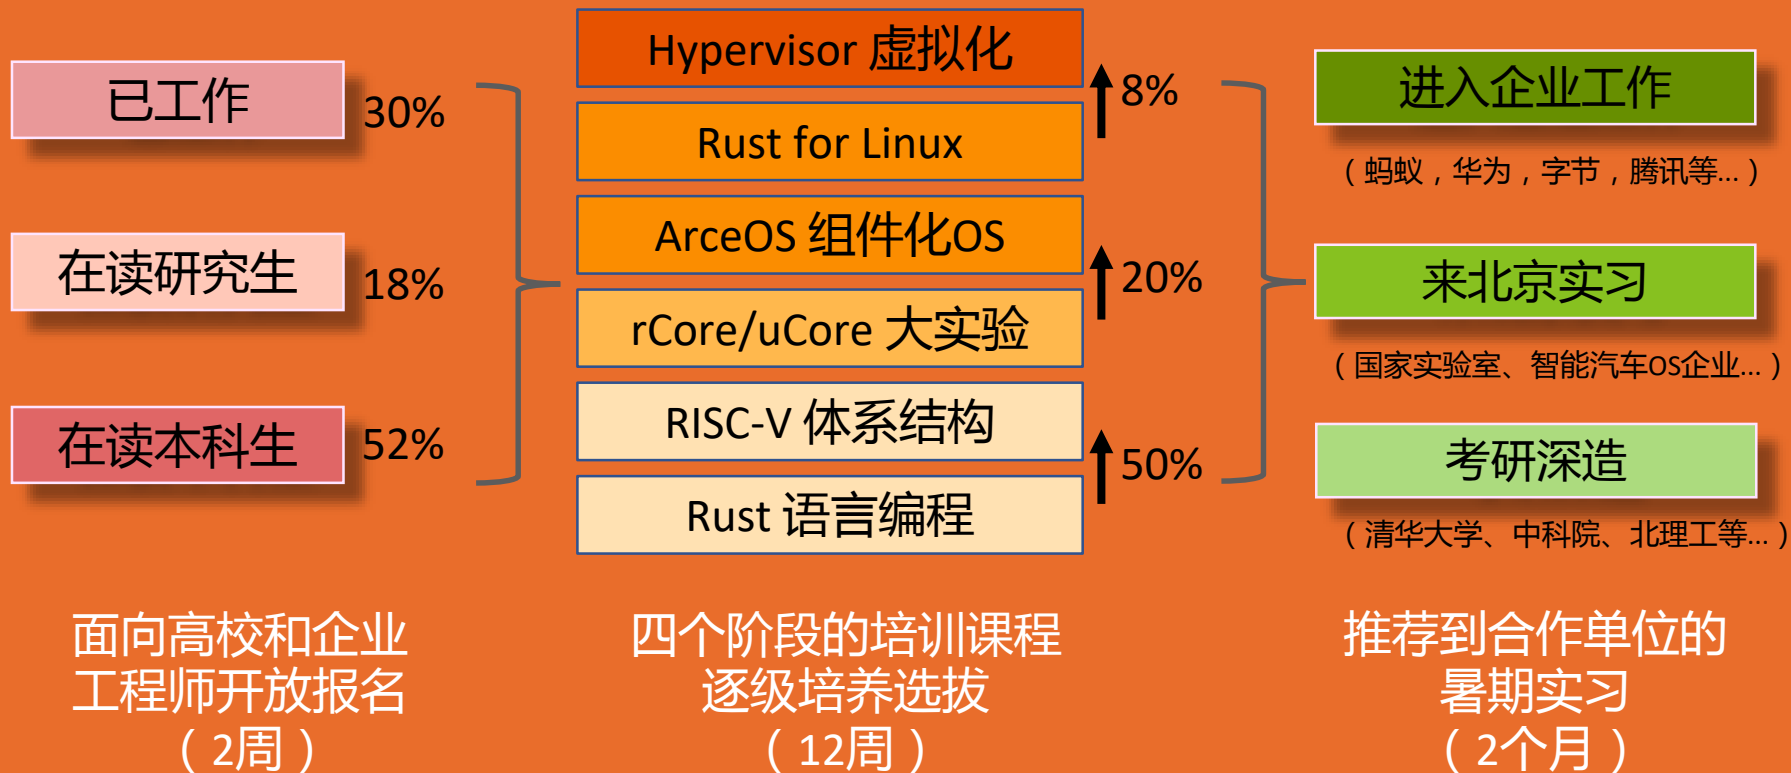 已工作
30%
在读研究生
18%
在读本科生
52%
面向高校和企业
工程师开放报名
（2周）
Hypervisor 虚拟化
Rust for Linux
ArceOS 组件化OS
rCore/uCore 大实验
RISC-V 体系结构
Rust 语言编程
8%
20%
50%
四个阶段的培训课程
逐级培养选拔
（12周）
进入企业工作
（蚂蚁，华为，字节，腾讯等...）
来北京实习
（国家实验室、智能汽车OS企业...）
考研深造
（清华大学、中科院、北理工等...）
推荐到合作单位的
暑期实习
（2个月）